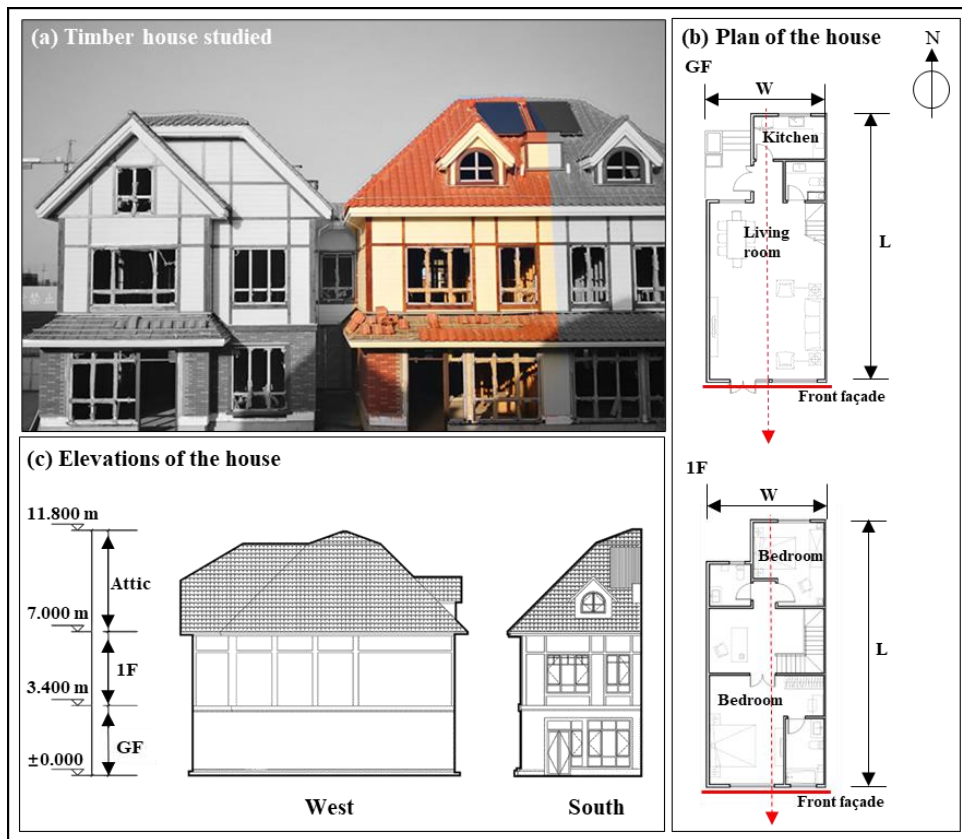 (a) Timber house studied
(b) Plan of the house
N
GF
W
Kitchen
Living
room
L
Front façade
1F
W
Bedroom
L
Bedroom
Front façade
(c) Elevations of the house
11.800 m
Attic
7.000 m
1F
3.400 m
GF
±0.000
West
South